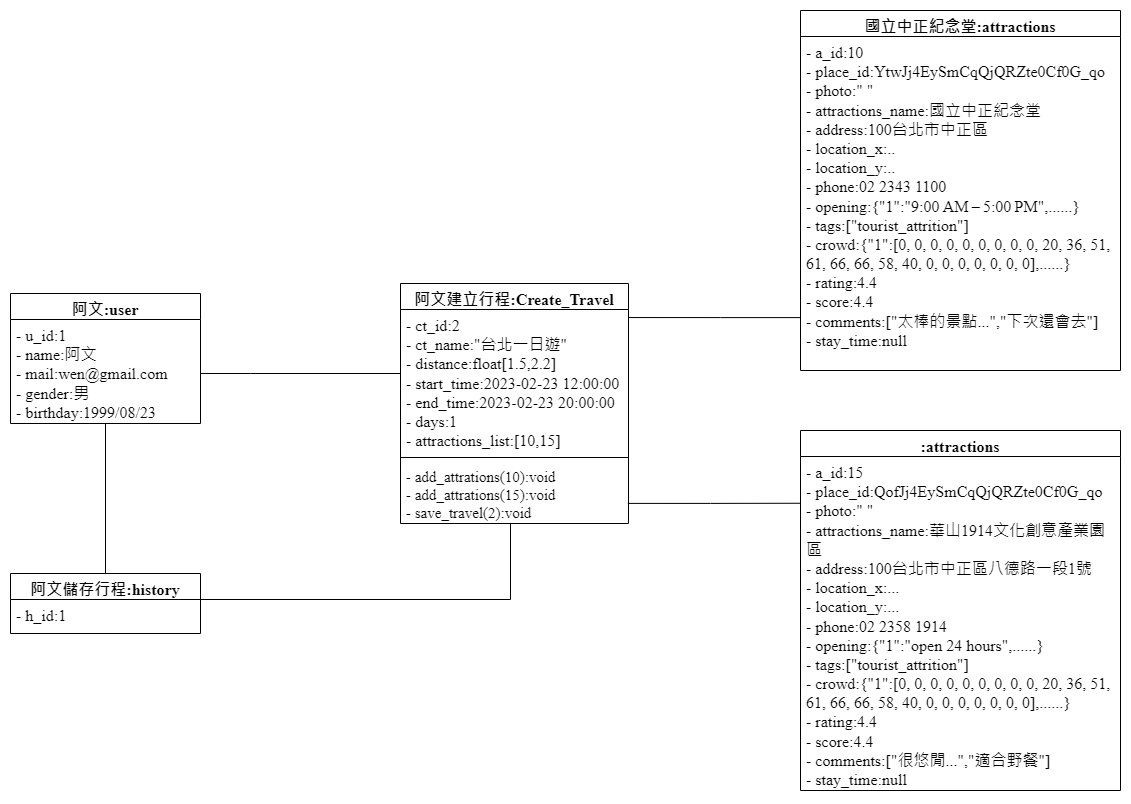 國立中正紀念堂:attractions
- a_id:10
- place_id:YtwJj4EySmCqQjQRZte0Cf0G_qo
- photo:" "
- attractions_name:國立中正紀念堂
- address:100台北市中正區
- location_x:..
- location_y:..
- phone:02 2343 1100
- opening:{"1":"9:00 AM – 5:00 PM",......}
- tags:["tourist_attrition"]
- crowd:{"1":[0, 0, 0, 0, 0, 0, 0, 0, 0, 20, 36, 51,
61, 66, 66, 58, 40, 0, 0, 0, 0, 0, 0, 0],......}
- rating:4.4
- score:4.4
- comments:["太棒的景點...","下次還會去"]
- stay_time:null
阿文:user
- u_id:1
- name:阿文
- mail:wen@gmail.com
- gender:男
- birthday:1999/08/23
阿文建立行程:Create_Travel
- ct_id:2
- ct_name:"台北一日遊"
- distance:float[1.5,2.2]
- start_time:2023-02-23 12:00:00
- end_time:2023-02-23 20:00:00
- days:1
- attractions_list:[10,15]
- add_attrations(10):void
- add_attrations(15):void
- save_travel(2):void
:attractions
- a_id:15
- place_id:QofJj4EySmCqQjQRZte0Cf0G_qo
- photo:" "
- attractions_name:華山1914文化創意產業園
區
- address:100台北市中正區八德路一段1號
- location_x:...
- location_y:...
- phone:02 2358 1914
- opening:{"1":"open 24 hours",......}
- tags:["tourist_attrition"]
- crowd:{"1":[0, 0, 0, 0, 0, 0, 0, 0, 0, 20, 36, 51,
61, 66, 66, 58, 40, 0, 0, 0, 0, 0, 0, 0],......}
- rating:4.4
- score:4.4
- comments:["很悠閒...","適合野餐"]
- stay_time:null
阿文儲存行程:history
- h_id:1